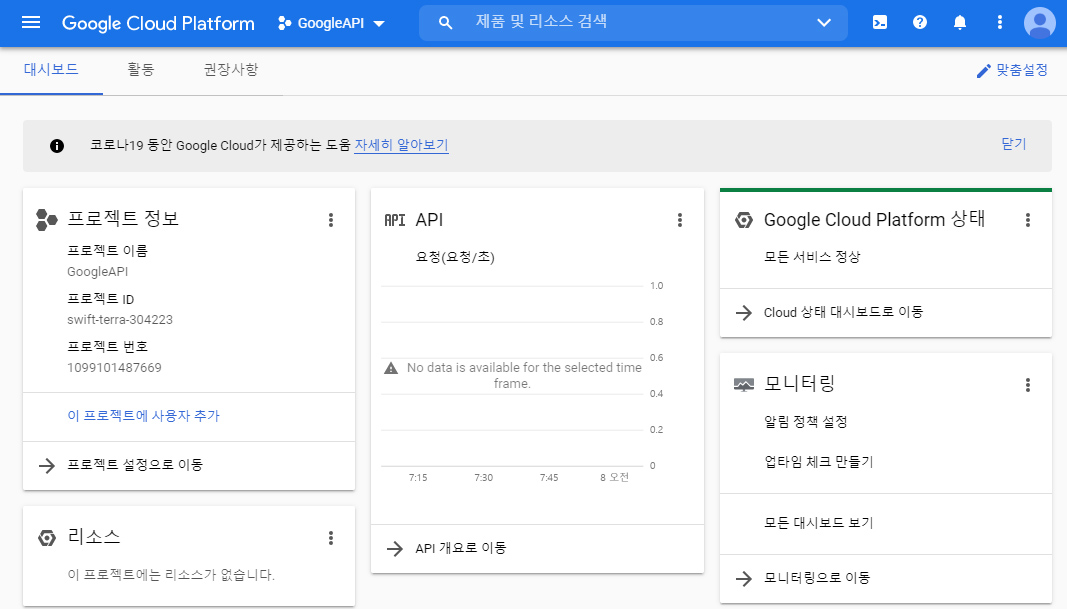 Google Cloud Platform
GoogleAPI
제품 및 리소스 검색
대시보드
활동
권장사항
맞춤설정
코로나19 동안 Google Cloud가 제공하는 도움 자세히 알아보기
닫기
프로젝트 정보
프로젝트 이름
GoogleAPI
프로젝트 ID
swift-terra-304223
프로젝트 번호
1099101487669
이 프로젝트에 사용자 추가
프로젝트 설정으로 이동
리소스
이 프로젝트에는 리소스가 없습니다.
API API
요청(요청/초)
1.0
0.8
0.6
No data is available for the selected time
frame.
0.4
0.2
0
7:15 7:30 7:45 8 오전
API 개요로 이동
Google Cloud Platform 상태
모든 서비스 정상
Cloud 상태 대시보드로 이동
모니터링
알림 정책 설정
업타임 체크 만들기
모든 대시보드 보기
모니터링으로 이동